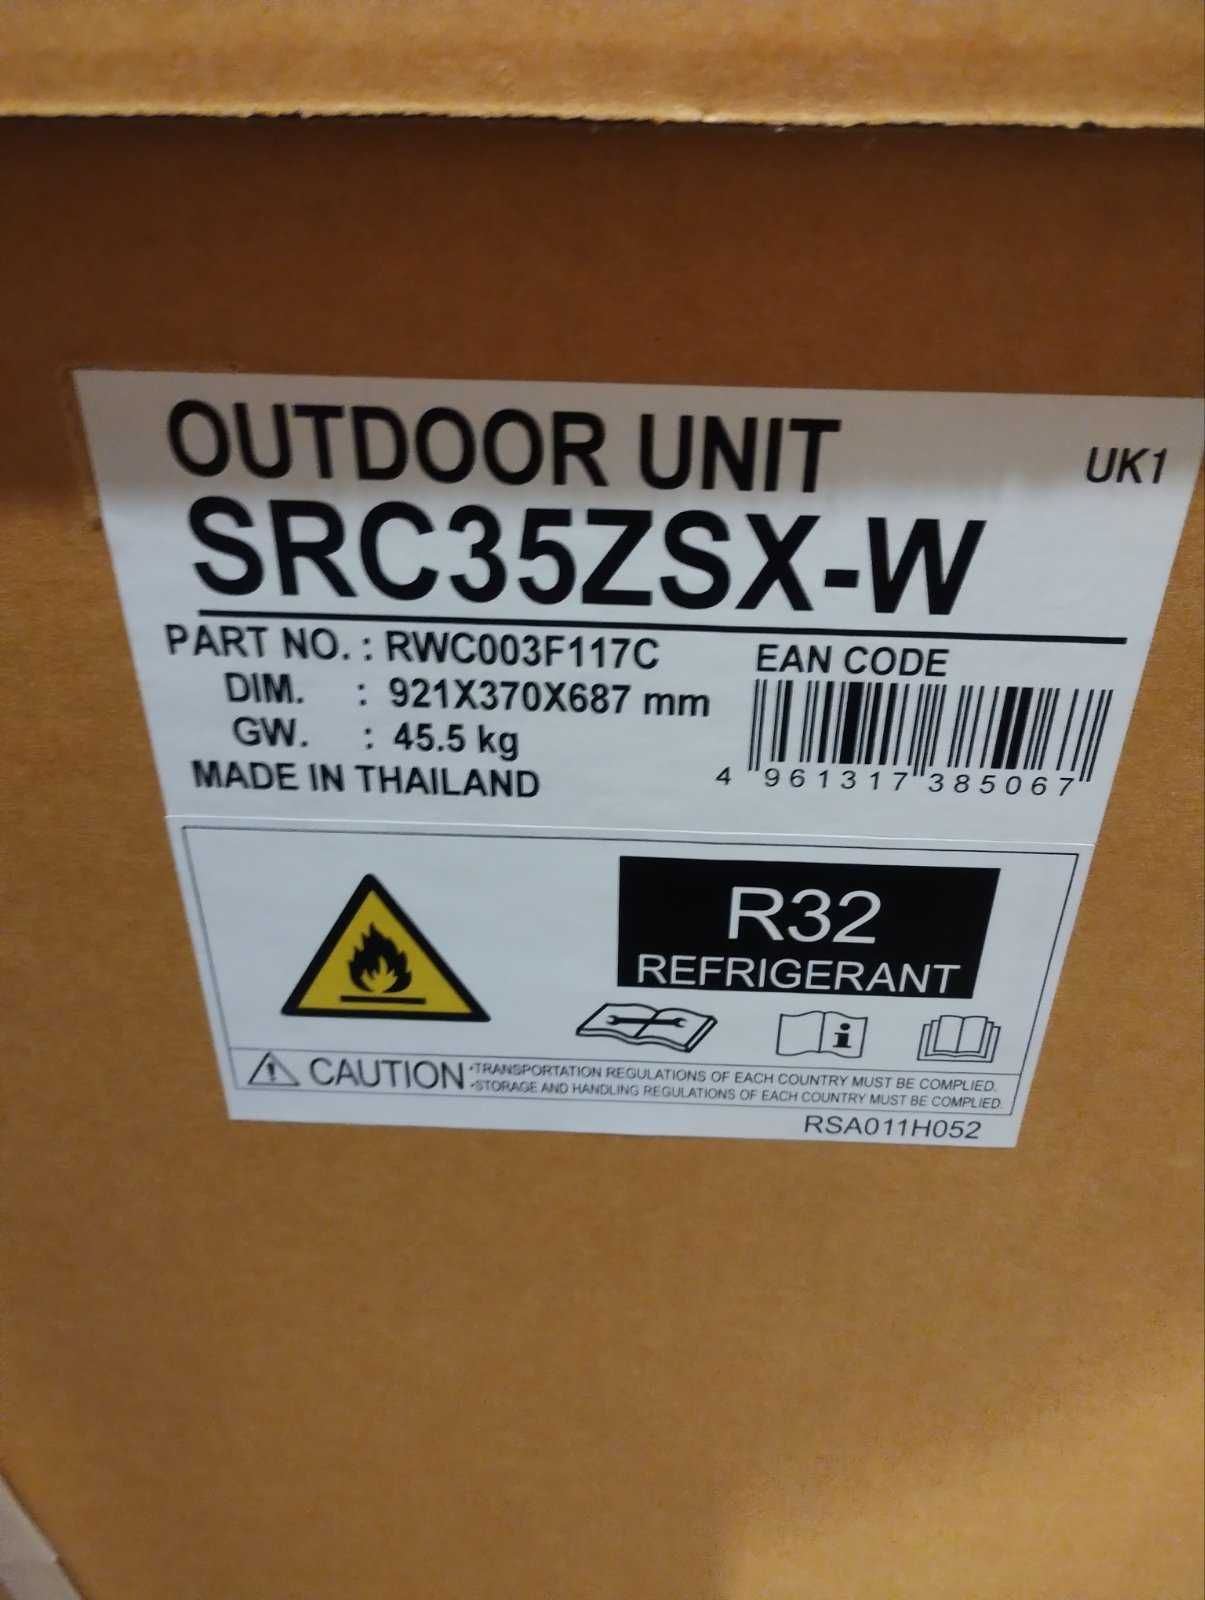 OUTDOOR UNIT
UK1
SRC35ZSX-W
PART NO. : RWC003F117C
DIM. : 921X370X687 mm
GW. : 45.5 kg
MADE IN THAILAND
EAN CODE
4 961317 385067
R32
REFRIGERANT
CAUTION
•TRANSPORTATION REGULATIONS OF EACH COUNTRY MUST BE COMPLIED.
•STORAGE AND HANDLING REGULATIONS OF EACH COUNTRY MUST BE COMPLIED.
RSA011H052